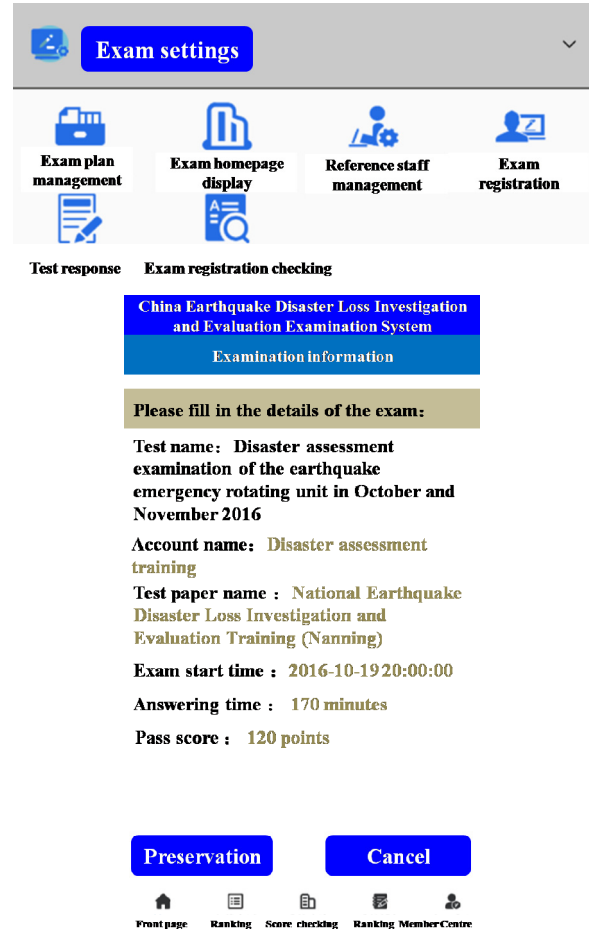 Exam settings
Exam plan
management
Exam homepage
display
Reference staff
management
Exam
registration
Test response
Exam registration checking
China Earthquake Disaster Loss Investigation
and Evaluation Examination System
Examination information
Please fill in the details of the exam:
Test name: Disaster assessment
examination of the earthquake
emergency rotating unit in October and
November 2016
Account name: Disaster assessment
training
Test paper name : National Earthquake
Disaster Loss Investigation and
Evaluation Training (Nanning)
Exam start time : 2016-10-19 20:00:00
Answering time : 170 minutes
Pass score : 120 points
Preservation Cancel
Front page Ranking Score checking Ranking Member Centre